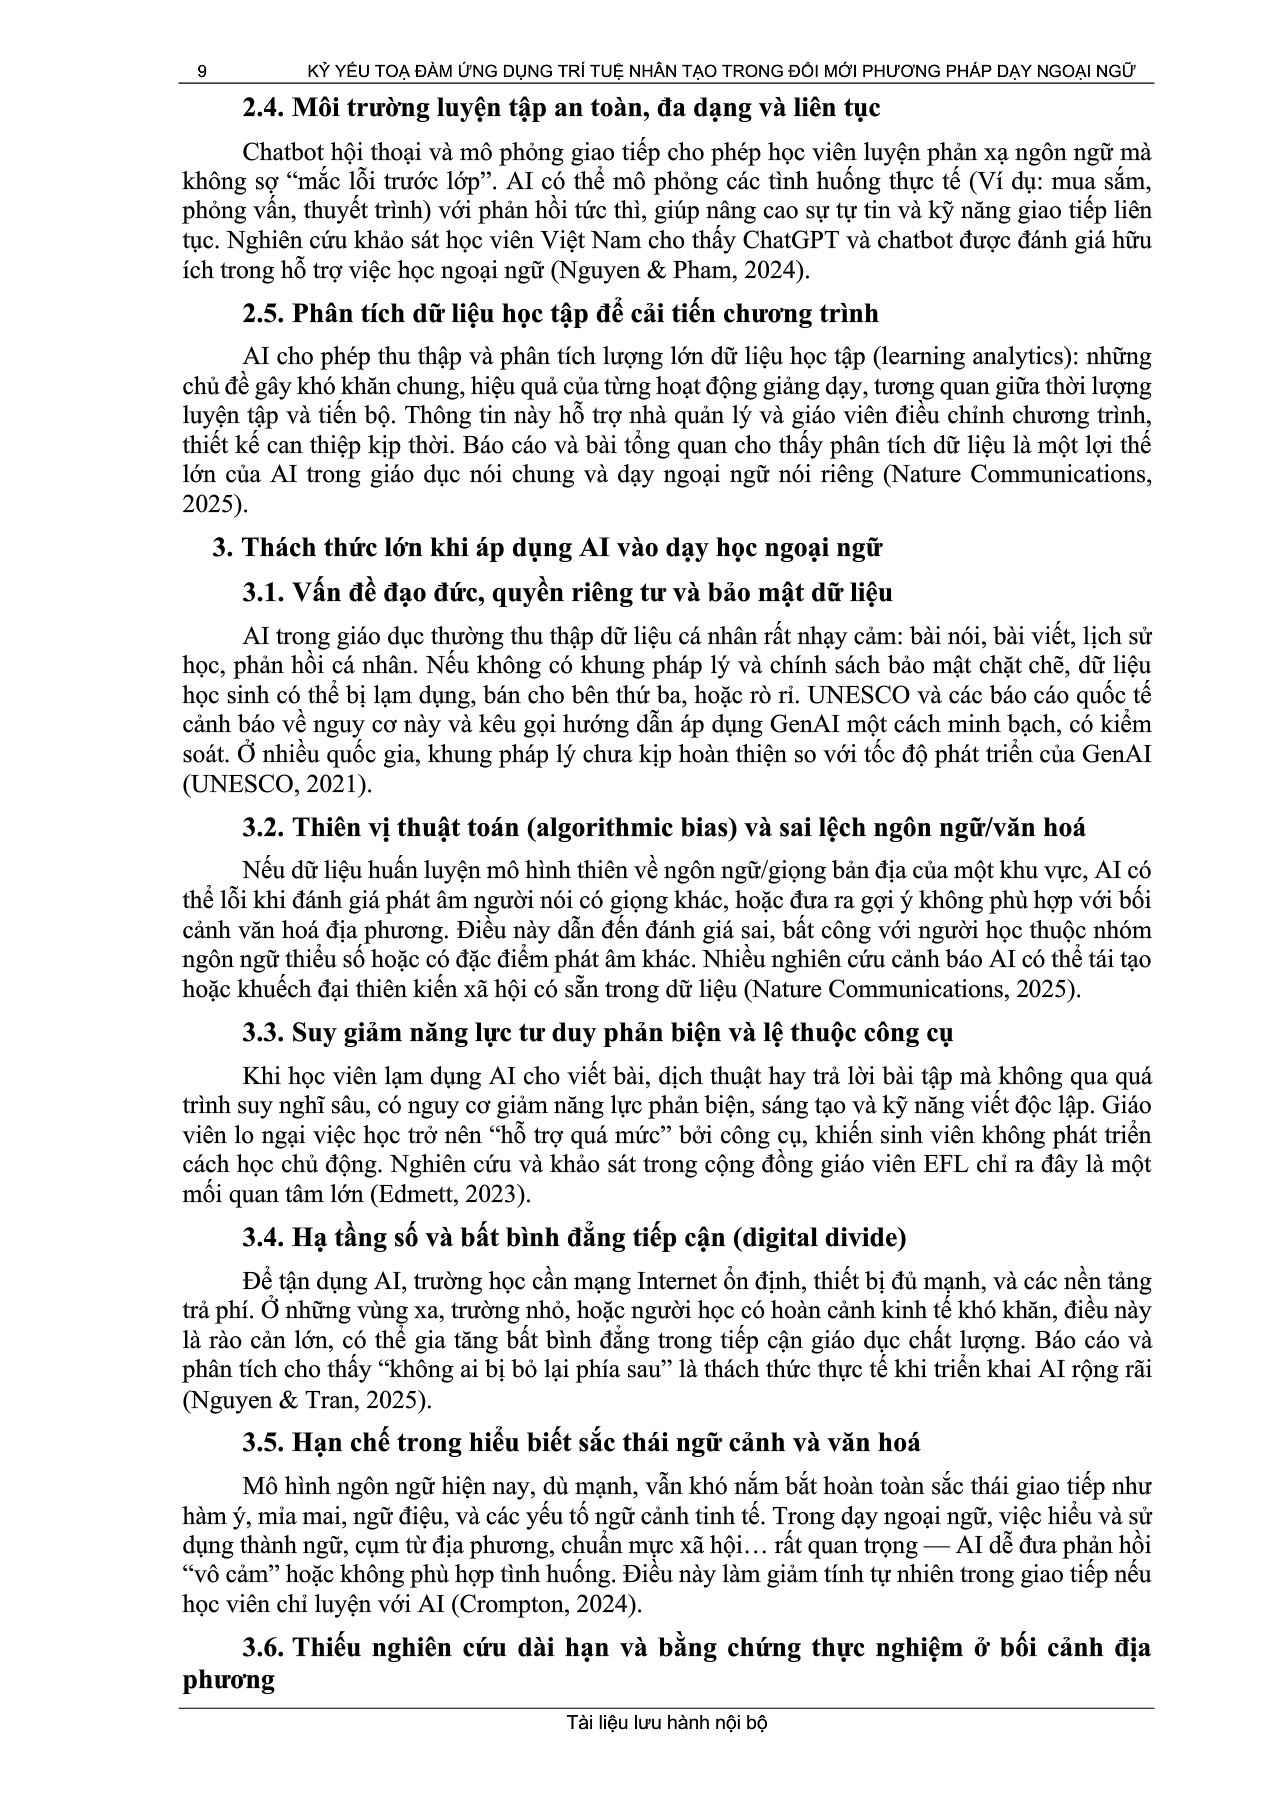 9 KỶ YẾU TOẠ ĐÀM ỨNG DỤNG TRÍ TUỆ NHÂN TẠO TRONG ĐỔI MỚI PHƯƠNG PHÁP DẠY NGOẠI NGỮ
2.4. Môi trường luyện tập an toàn, đa dạng và liên tục
Chatbot hội thoại và mô phỏng giao tiếp cho phép học viên luyện phản xạ ngôn ngữ mà
không sợ “mắc lỗi trước lớp”. AI có thể mô phỏng các tình huống thực tế (Ví dụ: mua sắm,
phỏng vấn, thuyết trình) với phản hồi tức thì, giúp nâng cao sự tự tin và kỹ năng giao tiếp liên
tục. Nghiên cứu khảo sát học viên Việt Nam cho thấy ChatGPT và chatbot được đánh giá hữu
ích trong hỗ trợ việc học ngoại ngữ (Nguyen & Pham, 2024).
2.5. Phân tích dữ liệu học tập để cải tiến chương trình
AI cho phép thu thập và phân tích lượng lớn dữ liệu học tập (learning analytics): những
chủ đề gây khó khăn chung, hiệu quả của từng hoạt động giảng dạy, tương quan giữa thời lượng
luyện tập và tiến bộ. Thông tin này hỗ trợ nhà quản lý và giáo viên điều chỉnh chương trình,
thiết kế can thiệp kịp thời. Báo cáo và bài tổng quan cho thấy phân tích dữ liệu là một lợi thế
lớn của AI trong giáo dục nói chung và dạy ngoại ngữ nói riêng (Nature Communications,
2025).
3. Thách thức lớn khi áp dụng AI vào dạy học ngoại ngữ
3.1. Vấn đề đạo đức, quyền riêng tư và bảo mật dữ liệu
AI trong giáo dục thường thu thập dữ liệu cá nhân rất nhạy cảm: bài nói, bài viết, lịch sử
học, phản hồi cá nhân. Nếu không có khung pháp lý và chính sách bảo mật chặt chẽ, dữ liệu
học sinh có thể bị lạm dụng, bán cho bên thứ ba, hoặc rò rỉ. UNESCO và các báo cáo quốc tế
cảnh báo về nguy cơ này và kêu gọi hướng dẫn áp dụng GenAI một cách minh bạch, có kiểm
soát. Ở nhiều quốc gia, khung pháp lý chưa kịp hoàn thiện so với tốc độ phát triển của GenAI
(UNESCO, 2021).
3.2. Thiên vị thuật toán (algorithmic bias) và sai lệch ngôn ngữ/văn hoá
Nếu dữ liệu huấn luyện mô hình thiên về ngôn ngữ/giọng bản địa của một khu vực, AI có
thể lỗi khi đánh giá phát âm người nói có giọng khác, hoặc đưa ra gợi ý không phù hợp với bối
cảnh văn hoá địa phương. Điều này dẫn đến đánh giá sai, bất công với người học thuộc nhóm
ngôn ngữ thiểu số hoặc có đặc điểm phát âm khác. Nhiều nghiên cứu cảnh báo AI có thể tái tạo
hoặc khuếch đại thiên kiến xã hội có sẵn trong dữ liệu (Nature Communications, 2025).
3.3. Suy giảm năng lực tư duy phản biện và lệ thuộc công cụ
Khi học viên lạm dụng AI cho viết bài, dịch thuật hay trả lời bài tập mà không qua quá
trình suy nghĩ sâu, có nguy cơ giảm năng lực phản biện, sáng tạo và kỹ năng viết độc lập. Giáo
viên lo ngại việc học trở nên “hỗ trợ quá mức” bởi công cụ, khiến sinh viên không phát triển
cách học chủ động. Nghiên cứu và khảo sát trong cộng đồng giáo viên EFL chỉ ra đây là một
mối quan tâm lớn (Edmett, 2023).
3.4. Hạ tầng số và bất bình đẳng tiếp cận (digital divide)
Để tận dụng AI, trường học cần mạng Internet ổn định, thiết bị đủ mạnh, và các nền tảng
trả phí. Ở những vùng xa, trường nhỏ, hoặc người học có hoàn cảnh kinh tế khó khăn, điều này
là rào cản lớn, có thể gia tăng bất bình đẳng trong tiếp cận giáo dục chất lượng. Báo cáo và
phân tích cho thấy “không ai bị bỏ lại phía sau” là thách thức thực tế khi triển khai AI rộng rãi
(Nguyen & Tran, 2025).
3.5. Hạn chế trong hiểu biết sắc thái ngữ cảnh và văn hoá
Mô hình ngôn ngữ hiện nay, dù mạnh, vẫn khó nắm bắt hoàn toàn sắc thái giao tiếp như
hàm ý, mỉa mai, ngữ điệu, và các yếu tố ngữ cảnh tinh tế. Trong dạy ngoại ngữ, việc hiểu và sử
dụng thành ngữ, cụm từ địa phương, chuẩn mực xã hội… rất quan trọng — AI dễ đưa phản hồi
“vô cảm” hoặc không phù hợp tình huống. Điều này làm giảm tính tự nhiên trong giao tiếp nếu
học viên chỉ luyện với AI (Crompton, 2024).
3.6. Thiếu nghiên cứu dài hạn và bằng chứng thực nghiệm ở bối cảnh địa
phương
Tài liệu lưu hành nội bộ